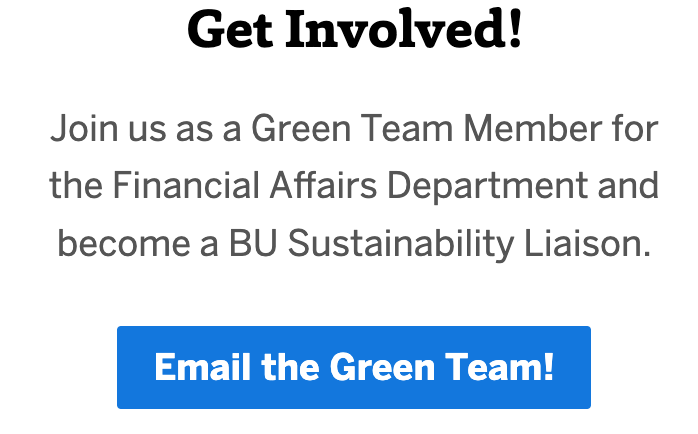 Get Involved!
Join us as a Green Team Member for
the Financial Affairs Department and
become a BU Sustainability Liaison.
Email the Green Team!